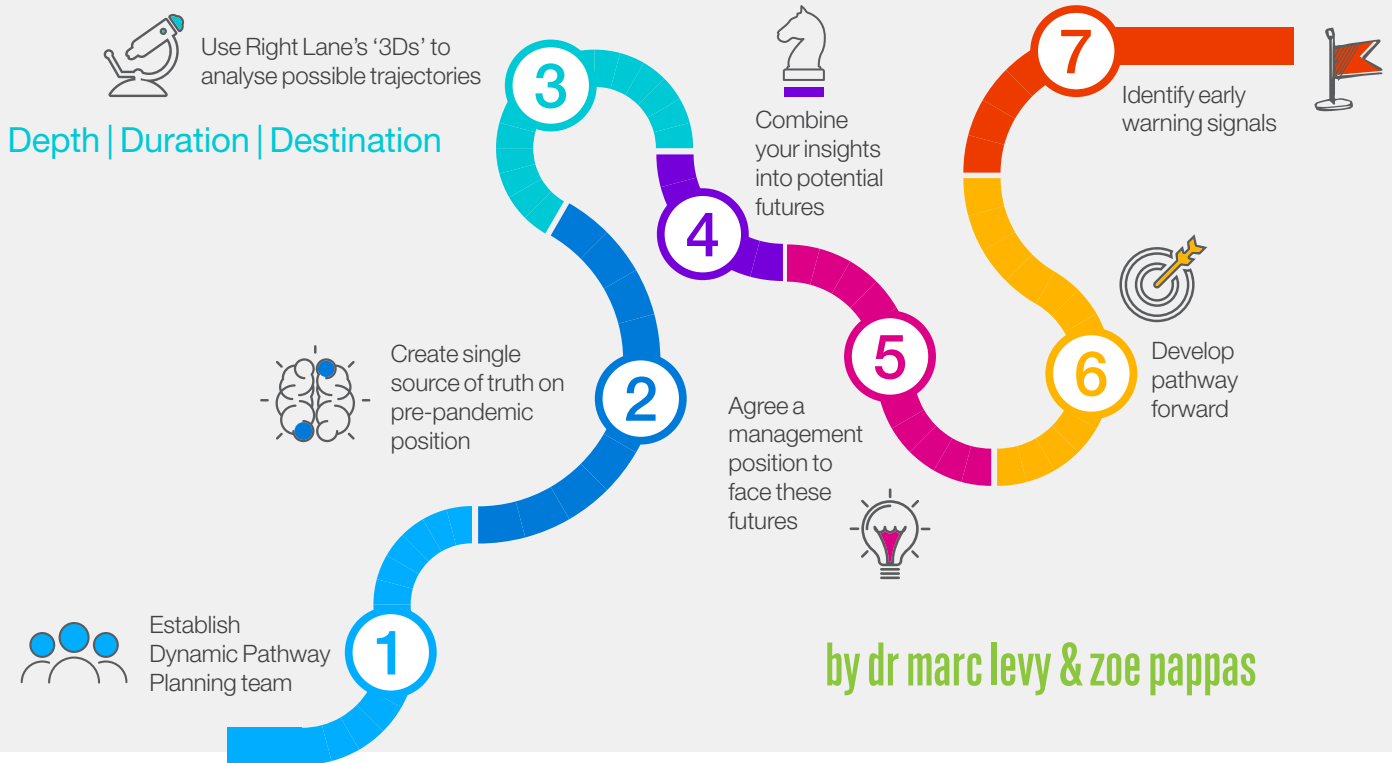 1
Establish
Dynamic Pathway
Planning team
2
Create single
source of truth on
pre-pandemic
position
3
Use Right Lane’s ‘3Ds’ to
analyse possible trajectories
Depth | Duration | Destination
4
Combine
your insights
into potential
futures
5
Agree a
management
position to
face these
futures
6
Develop
pathway
forward
7
Identify early
warning signals
by dr marc levy & zoe pappas